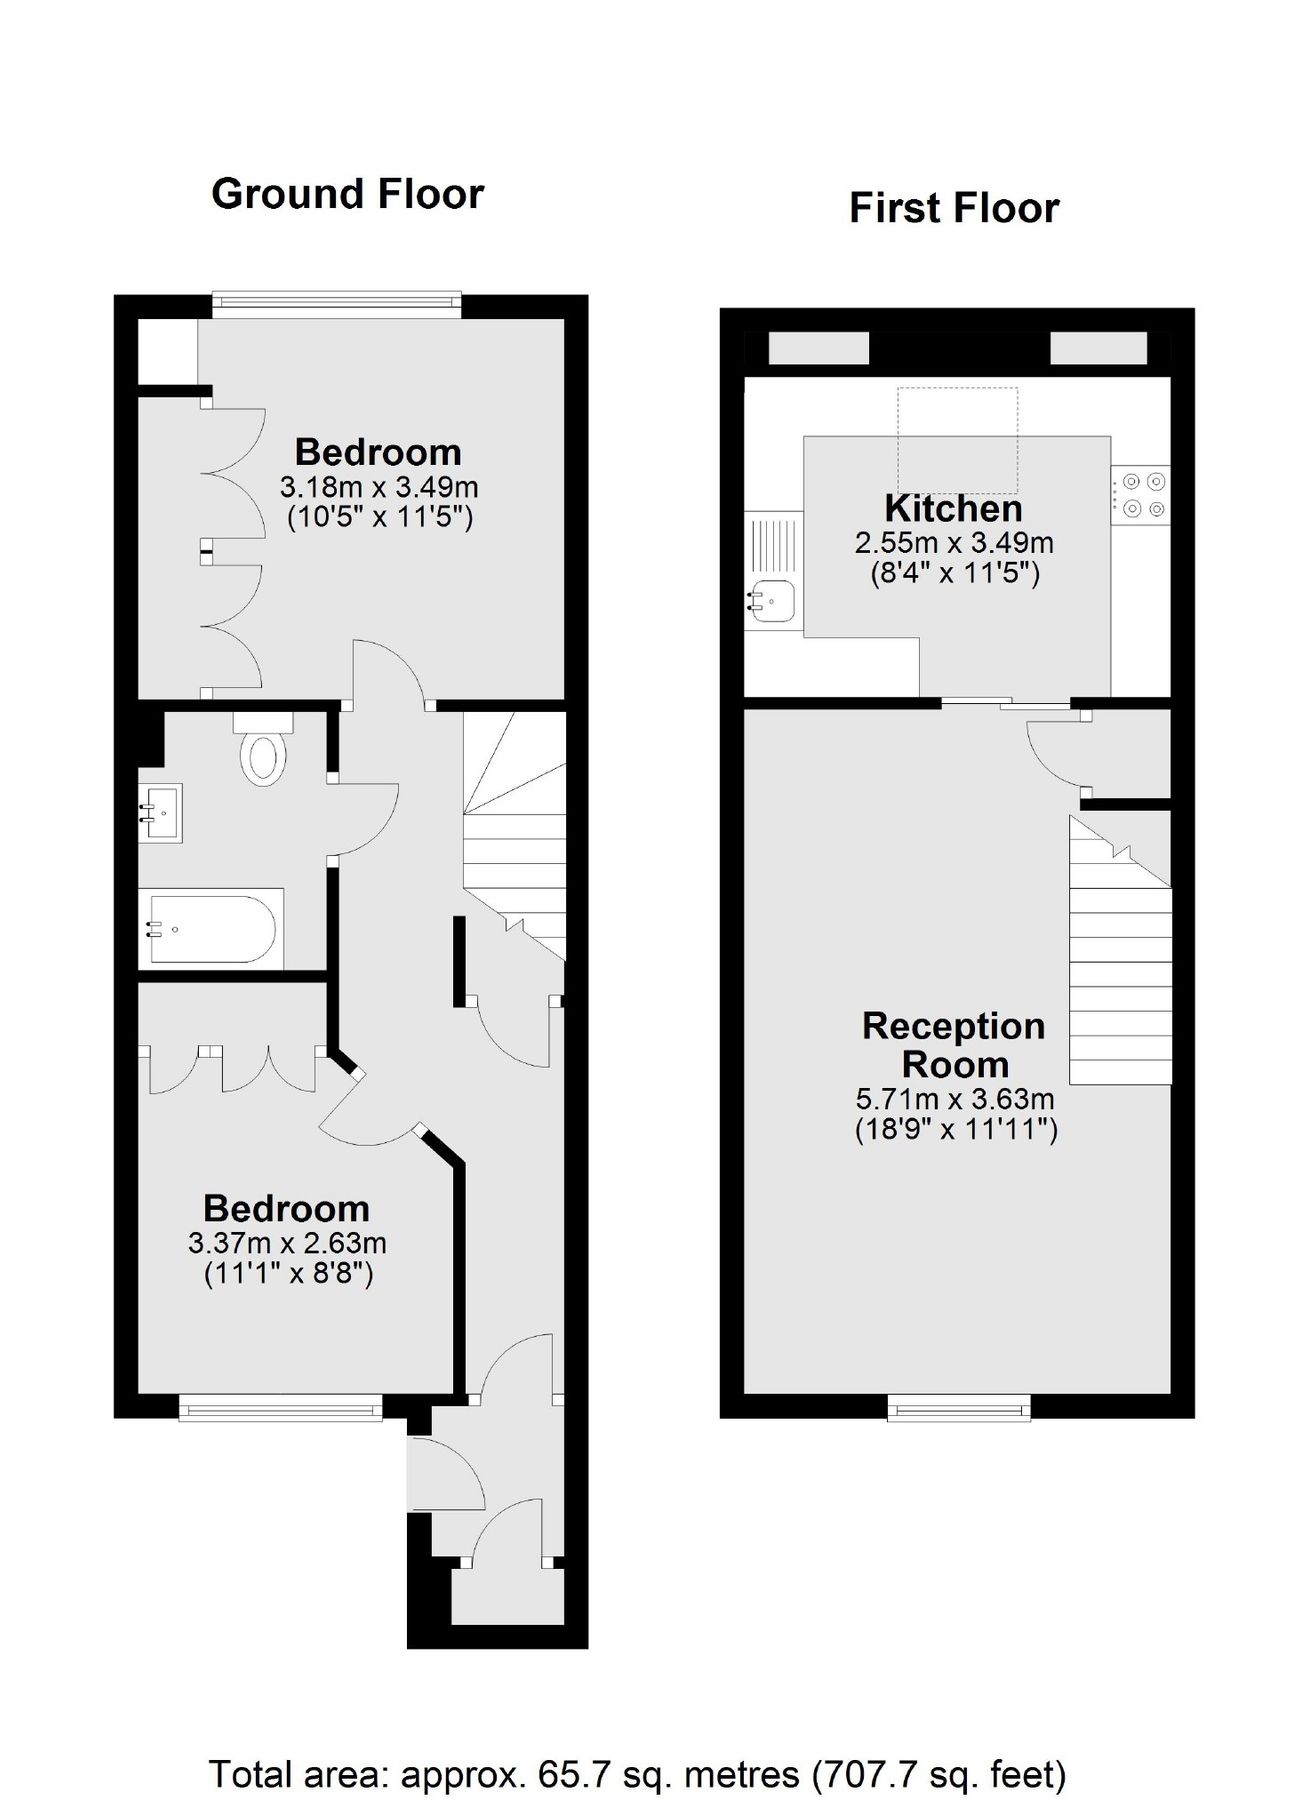 Ground Floor
First Floor
Bedroom
3.18m x 3.49m
(10'5" x 11'5")
Kitchen
2.55m x 3.49m
(8'4" x 11'5")
Reception
Room
5.71m x 3.63m
(18'9" x 11'11")
Bedroom
3.37m x 2.63m
(11'1" x 8'8")
Total area: approx. 65.7 sq. metres (707.7 sq. feet)